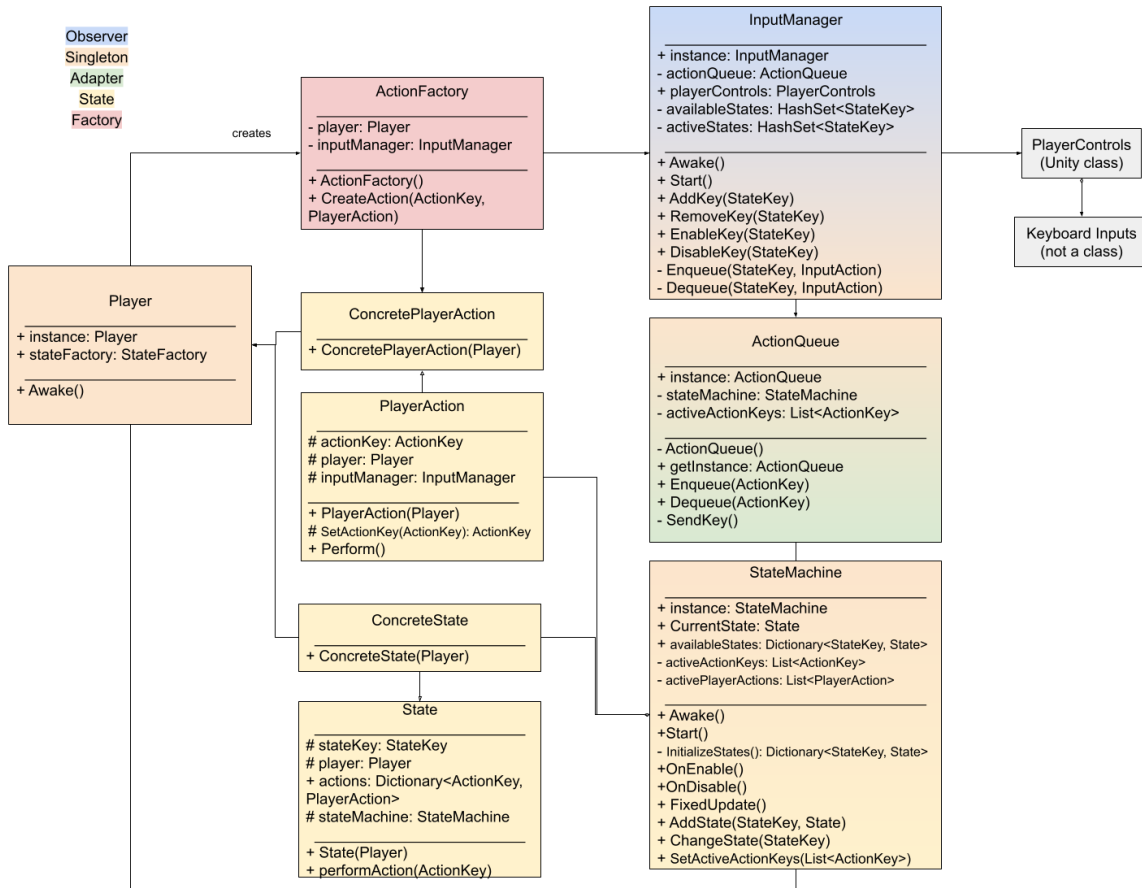 Observer
Singleton
Adapter
State
Factory
creates
ActionFactory
- player: Player
- inputManager: InputManager
+ ActionFactory()
+ CreateAction(ActionKey,
PlayerAction)
InputManager
+ instance: InputManager
- actionQueue: ActionQueue
+ playerControls: PlayerControls
- availableStates: HashSet<StateKey>
- activeStates: HashSet<StateKey>
+ Awake()
+ Start()
+ AddKey(StateKey)
+ RemoveKey(StateKey)
+ EnableKey(StateKey)
+ DisableKey(StateKey)
- Enqueue(StateKey, InputAction)
- Dequeue(StateKey, InputAction)
PlayerControls
(Unity class)
Keyboard Inputs
(not a class)
Player
+ instance: Player
+ stateFactory: StateFactory
+ Awake()
ConcretePlayerAction
+ ConcretePlayerAction(Player)
PlayerAction
# actionKey: ActionKey
# player: Player
# inputManager: InputManager
+ PlayerAction(Player)
# SetActionKey(ActionKey): ActionKey
+ Perform()
ActionQueue
+ instance: ActionQueue
- stateMachine: StateMachine
- activeActionKeys: List<ActionKey>
- ActionQueue()
+ getInstance: ActionQueue
+ Enqueue(ActionKey)
+ Dequeue(ActionKey)
- SendKey()
ConcreteState
+ ConcreteState(Player)
State
# stateKey: StateKey
# player: Player
+ actions: Dictionary<ActionKey,
PlayerAction>
# stateMachine: StateMachine
+ State(Player)
+ performAction(ActionKey)
StateMachine
+ instance: StateMachine
+ CurrentState: State
+ availableStates: Dictionary<StateKey, State>
- activeActionKeys: List<ActionKey>
- activePlayerActions: List<PlayerAction>
+ Awake()
+Start()
- InitializeStates(): Dictionary<StateKey, State>
+OnEnable()
+OnDisable()
+ FixedUpdate()
+ AddState(StateKey, State)
+ ChangeState(StateKey)
+ SetActiveActionKeys(List<ActionKey>)